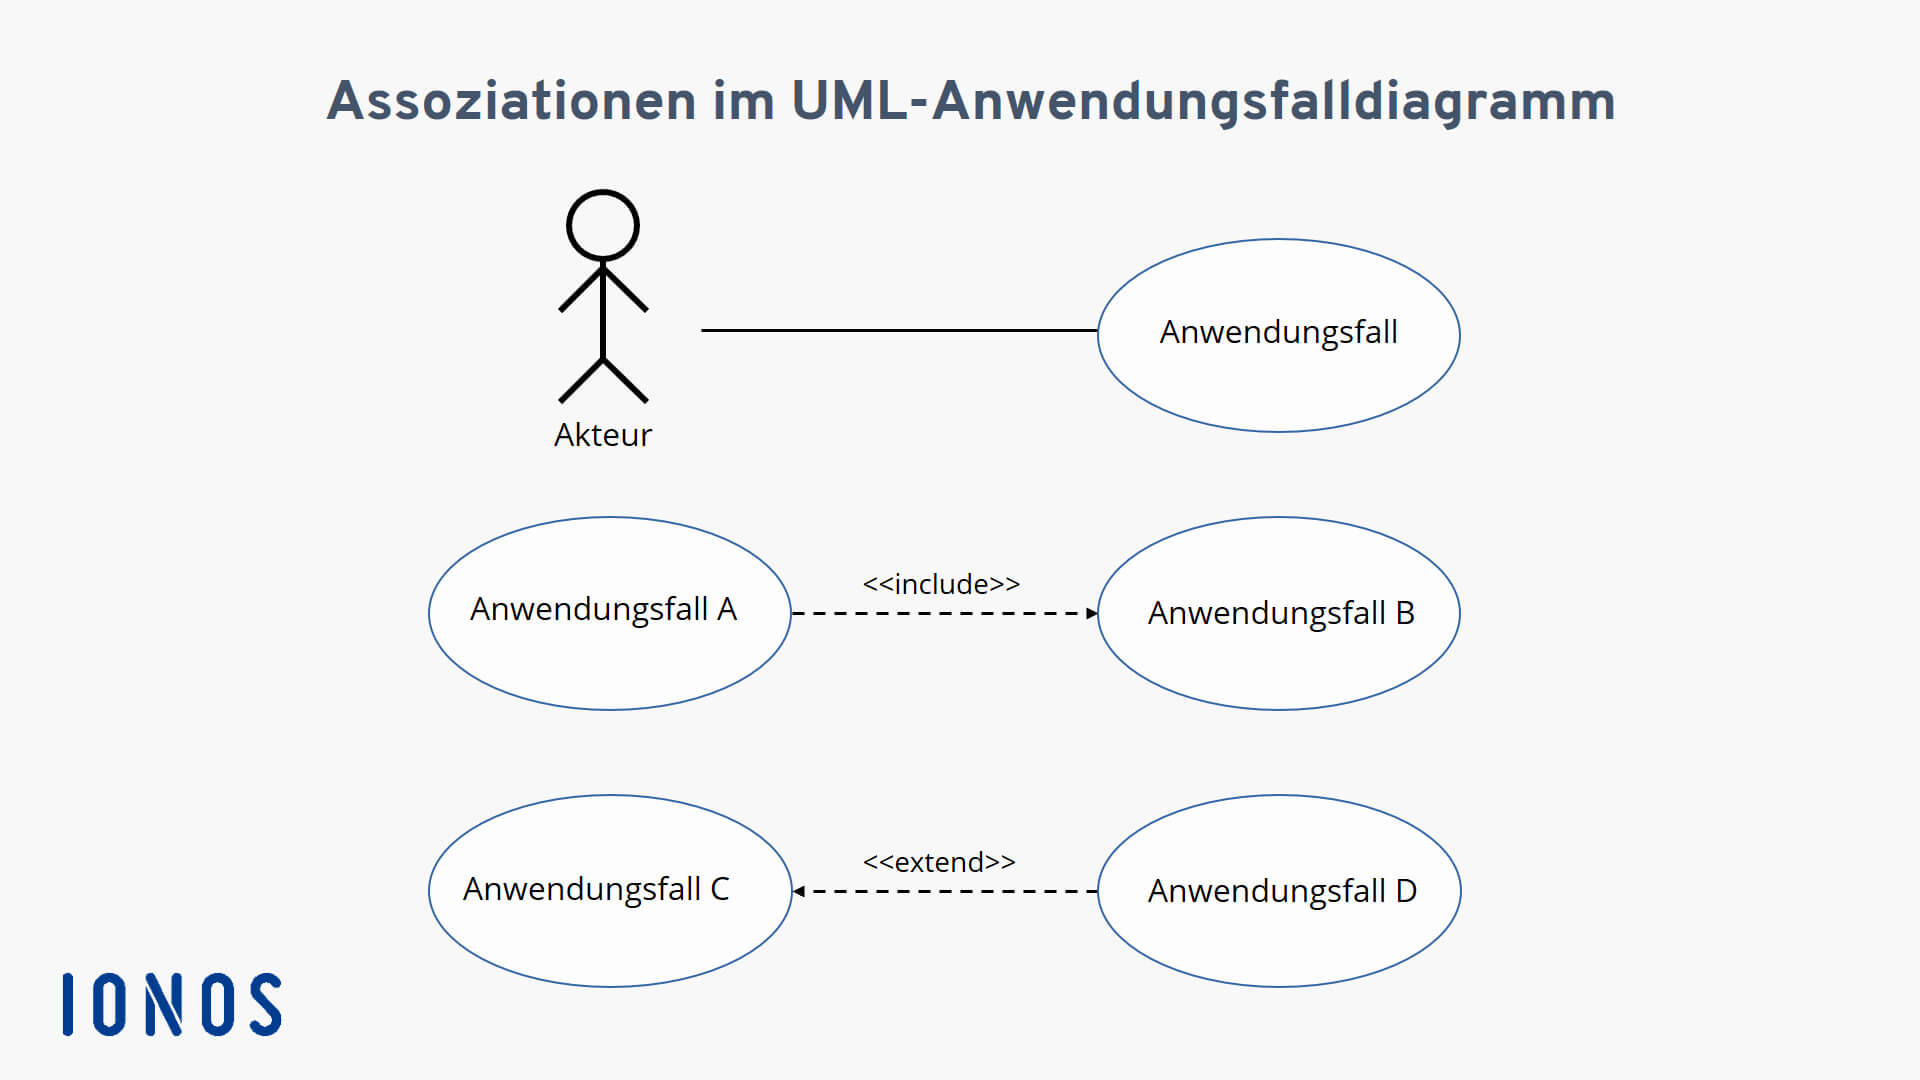 Assoziationen im UML-Anwendungsfalldiagramm
Anwendungsfall
Akteur
<<include>>
Anwendungsfall A
Anwendungsfall B
<<extend>>
Anwendungsfall C
Anwendungsfall D
IONOS